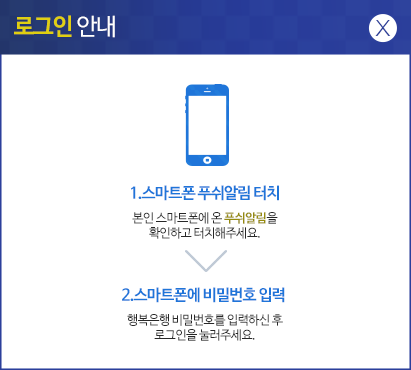 로그인 안내
X
1.스마트폰 푸쉬알림 터치
본인 스마트폰에 온 푸쉬알림을
확인하고 터치해주세요.
2.스마트폰에 비밀번호 입력
행복은행 비밀번호를 입력하신 후
로그인을 눌러주세요.